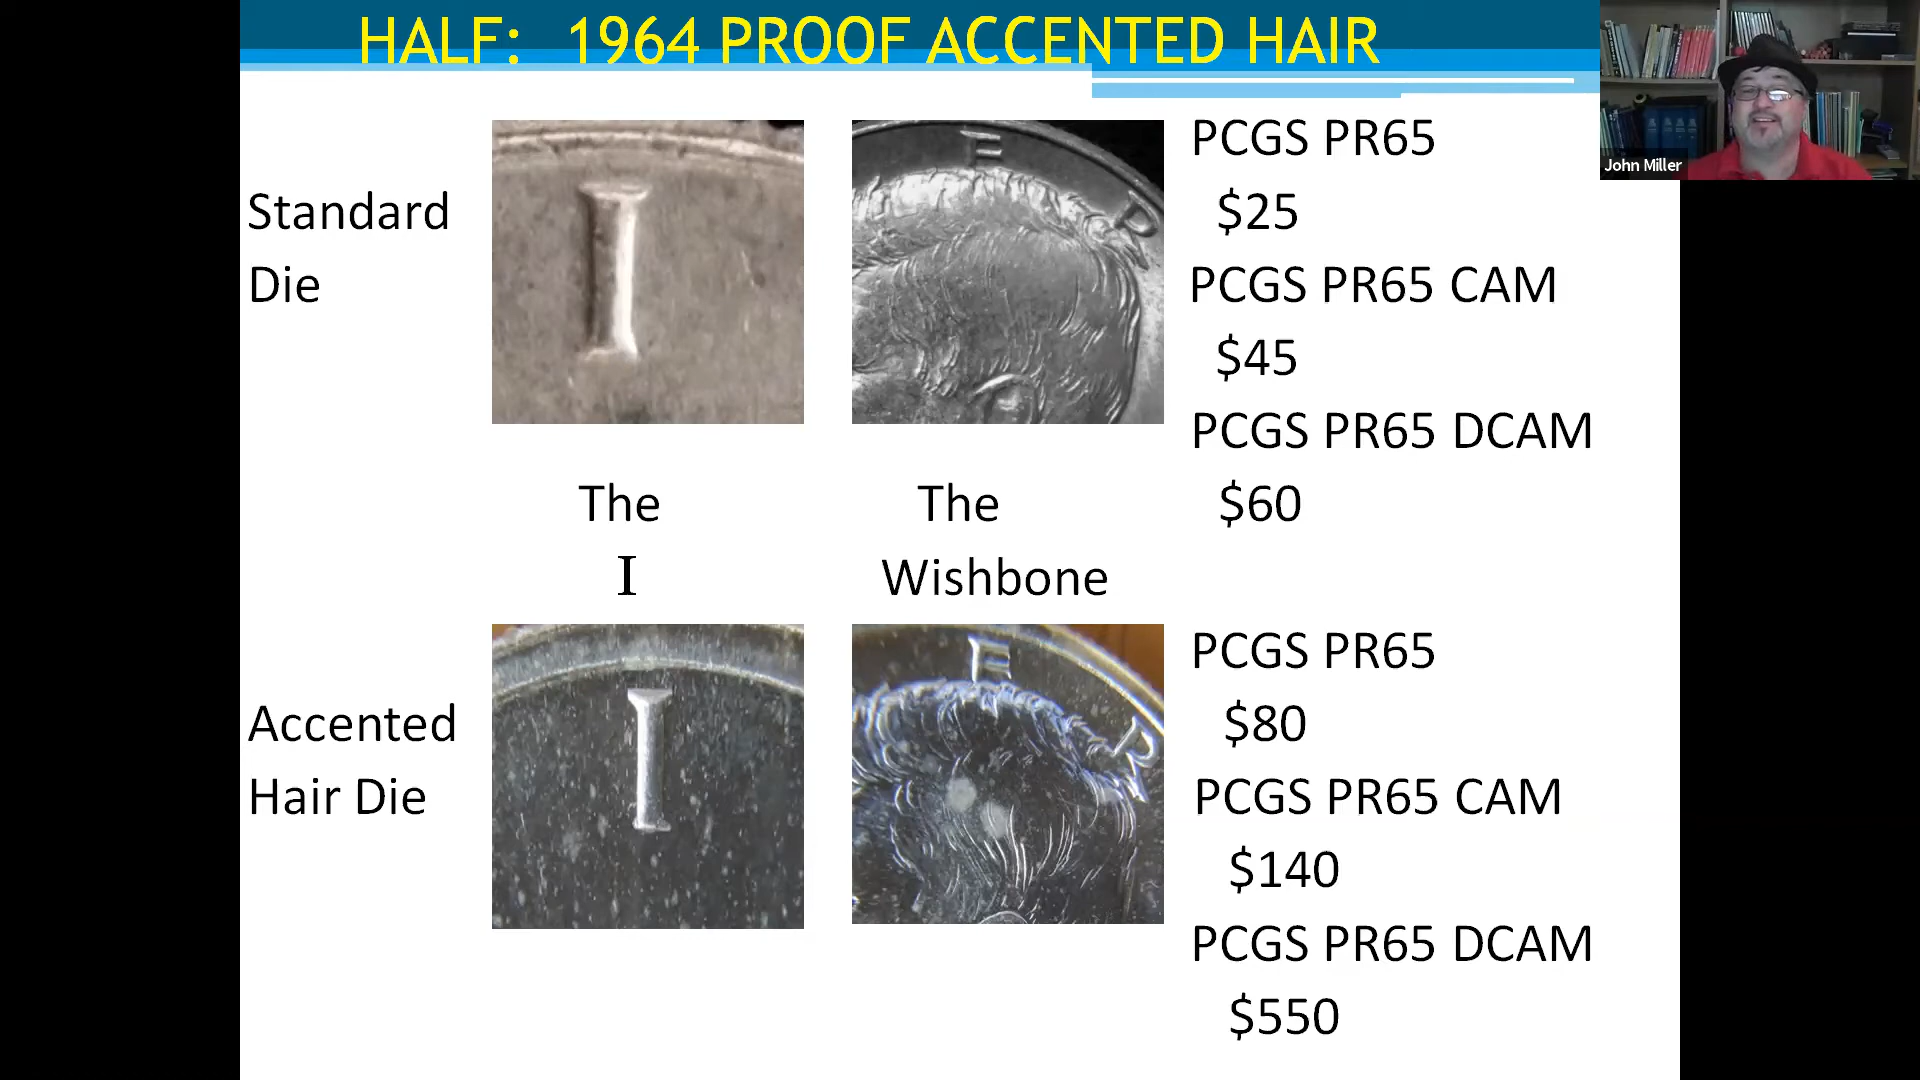 HALF: 1964 PROOF ACCENTED HAIR
John Miller
Standard
Die
I
E
R
PCGS PR65
$25
PCGS PR65 CAM
$45
PCGS PR65 DCAM
$60
The
I
The
Wishbone
Accented
Hair Die
I
E
R
PCGS PR65
$80
PCGS PR65 CAM
$140
PCGS PR65 DCAM
$550